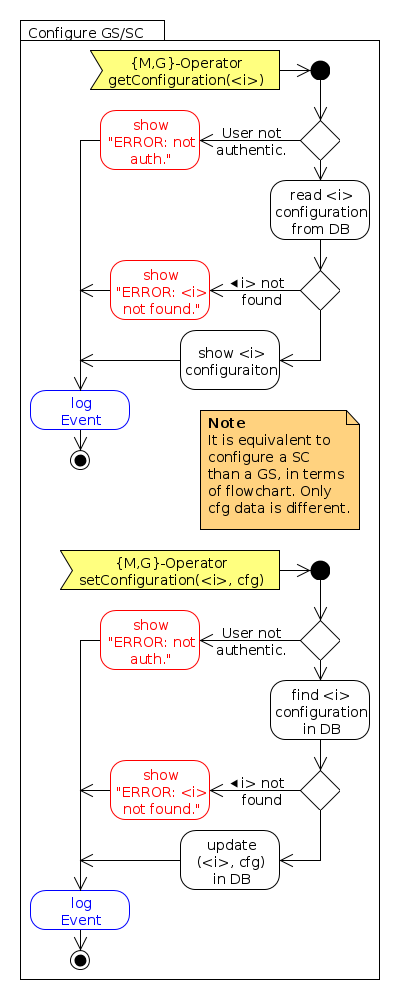 Configure GS/SC
{M,G}-Operator
getConfiguration(<i>)
User not
authentic.
show
"ERROR: not
auth."
read <i>
configuration
from DB
<i> not
found
show
"ERROR: <i>
not found."
show <i>
configuraiton
log
Event
Note
It is equivalent to
configure a SC
than a GS, in terms
of flowchart. Only
cfg data is different.
{M,G}-Operator
setConfiguration(<i>, cfg)
User not
authentic.
show
"ERROR: not
auth."
find <i>
configuration
in DB
<i> not
found
show
"ERROR: <i>
not found."
update
(<i>, cfg)
in DB
log
Event